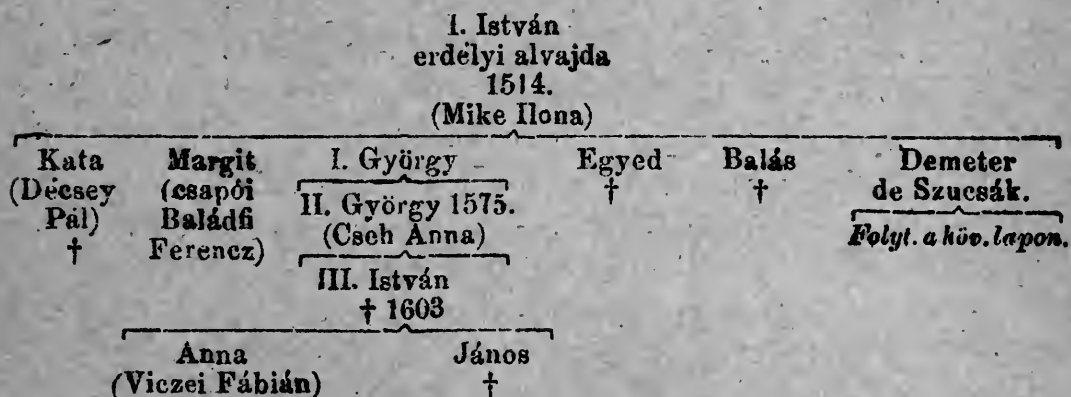 I. István
erdélyi alvajda
1514.
(Mike Ilona)
Kata Margit I. György Egyed Balás Demeter
(Décsey (csapói † † de Szucsák.
Pál) Baládfi II. György 1575. Folyt. a köv. lapon.
† Ferencz) (Cseh Anna)
III. István
† 1603
Anna János
(Viczei Fábián) †